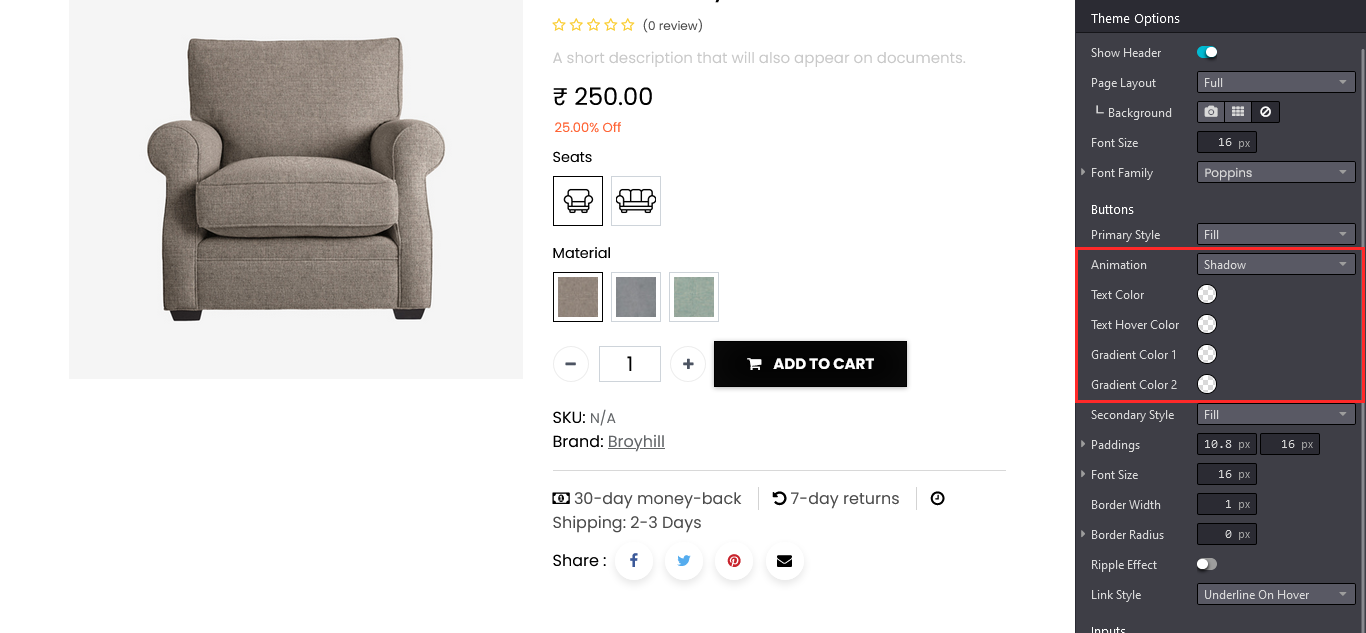 (0 review)
A short description that will also appear on documents.
₹ 250.00
25.00% Off
Seats
Material
1
ADD TO CART
SKU: N/A
Brand: Broyhill
30-day money-back
7-day returns
Shipping: 2-3 Days
Share :
Theme Options
Show Header
Page Layout Full
Background
Font Size 16 px
Font Family Poppins
Buttons
Primary Style Fill
Animation Shadow
Text Color
Text Hover Color
Gradient Color 1
Gradient Color 2
Secondary Style Fill
Paddings 10.8 px 16 px
Font Size 16 px
Border Width 1 px
Border Radius 0 px
Ripple Effect
Link Style Underline On Hover
Inputs